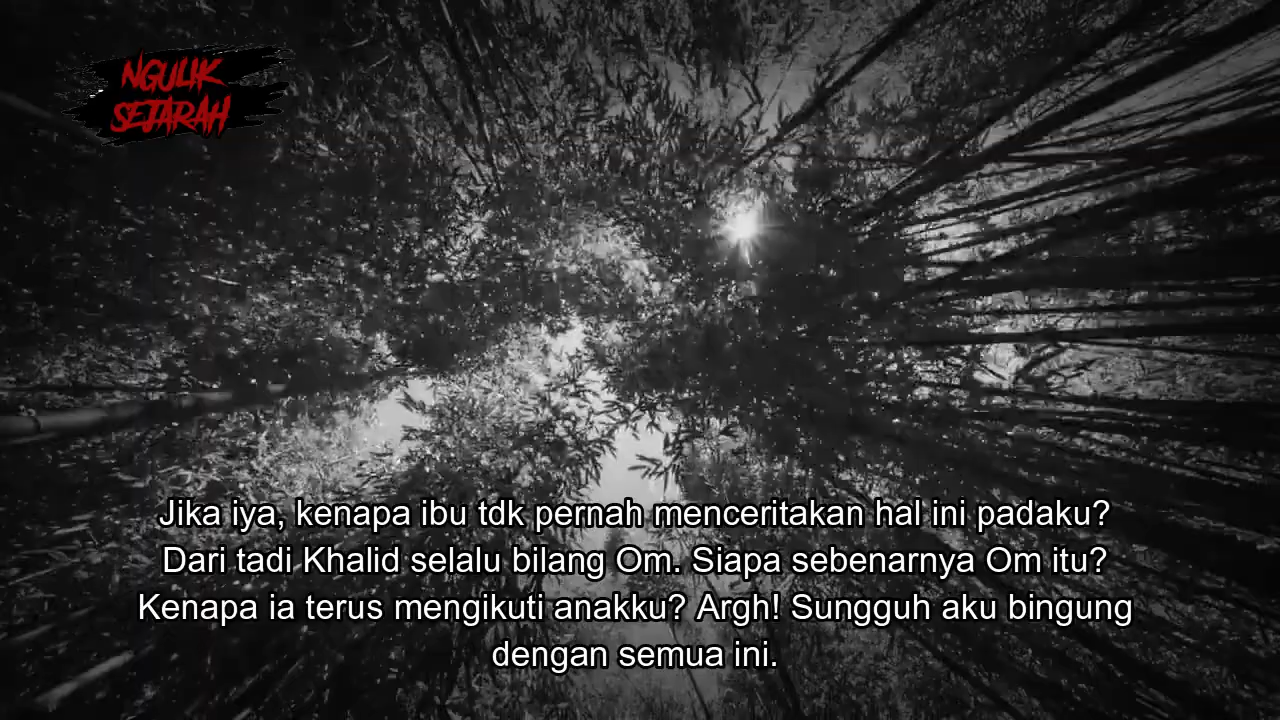 NGULIK
SEJARAH
Jika iya, kenapa ibu tdk pernah menceritakan hal ini padaku?
Dari tadi Khalid selalu bilang Om. Siapa sebenarnya Om itu?
Kenapa ia terus mengikuti anakku? Argh! Sungguh aku bingung
dengan semua ini.